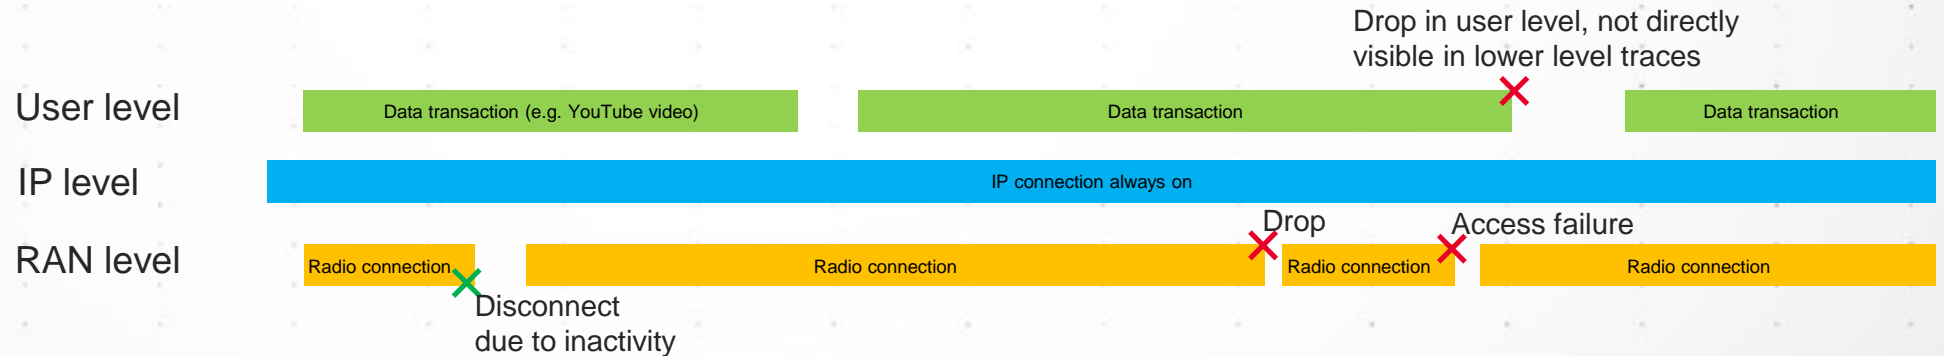 Drop in user level, not directly
visible in lower level traces
User level
Data transaction (e.g. YouTube video)
Data transaction
Data transaction
IP level
IP connection always on
Drop
Access failure
RAN level
Radio connection
Radio connection
Radio connection
Radio connection
Disconnect
due to inactivity